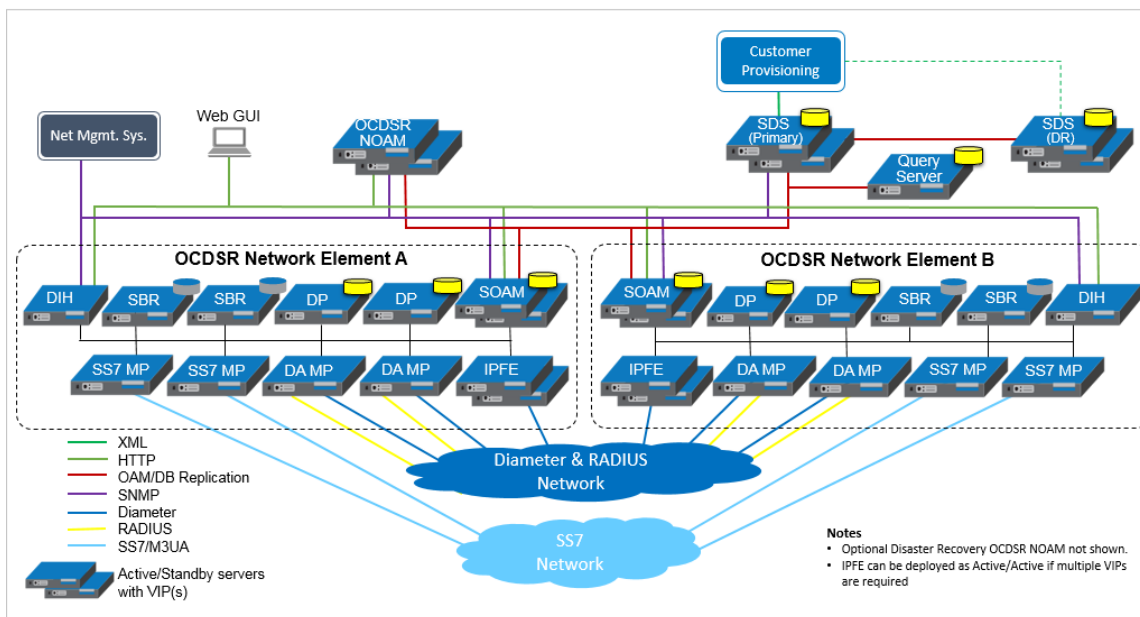 Customer
Provisioning
Net Mgmt. Sys.
Web GUI
OCDSR
NOAM
SDS
(Primary)
SDS
(DR)
Query
Server
OCDSR Network Element A
OCDSR Network Element B
DIH
SBR
SBR
DP
DP
SOAM
SOAM
DP
DP
SBR
SBR
DIH
SS7 MP
SS7 MP
DA MP
DA MP
IPFE
IPFE
DA MP
DA MP
SS7 MP
SS7 MP
XML
HTTP
OAM/DB Replication
SNMP
Diameter
RADIUS
SS7/M3UA
Active/Standby servers
with VIP(s)
Diameter & RADIUS
Network
SS7
Network
Notes
• Optional Disaster Recovery OCDSR NOAM not shown.
• IPFE can be deployed as Active/Active if multiple VIPs
are required